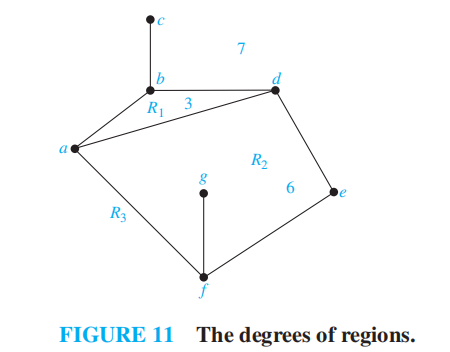 c
7
b
d
R1 3
a
R2
g
6
e
R3
f
FIGURE 11 The degrees of regions.